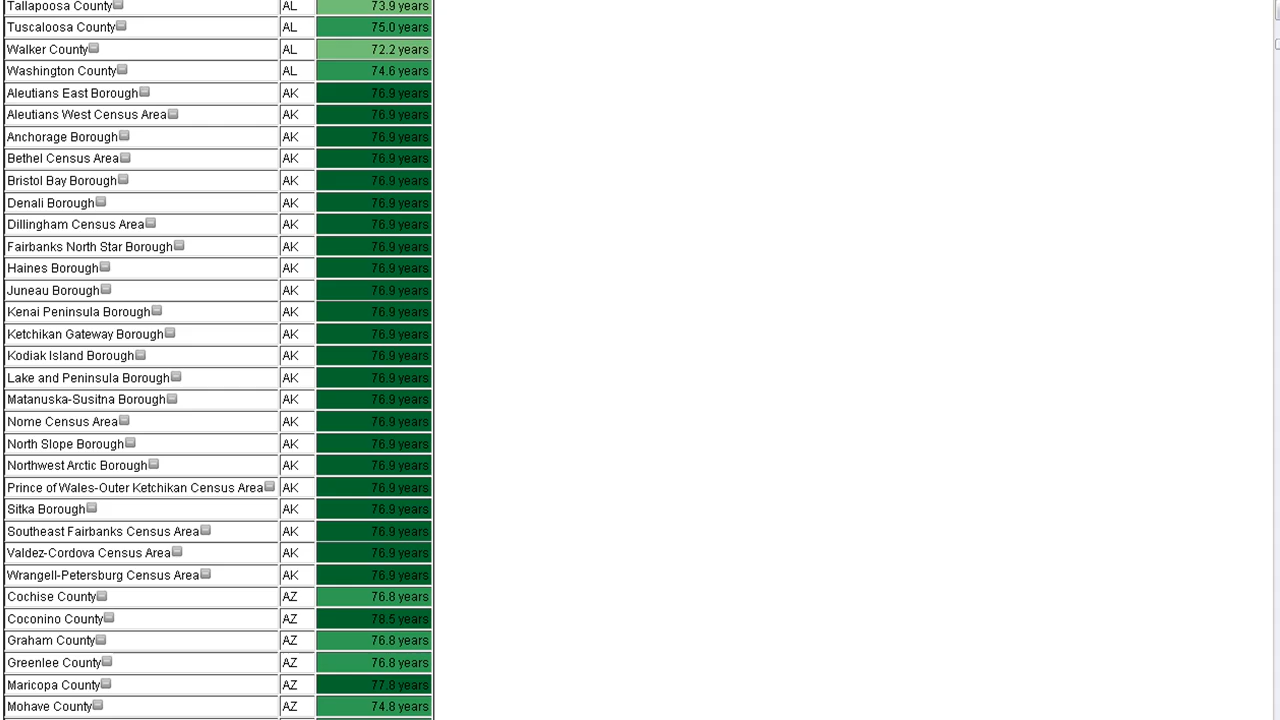 Tallapoosa County AL 73.9 years
Tuscaloosa County AL 75.0 years
Walker County AL 72.2 years
Washington County AL 74.6 years
Aleutians East Borough AK 76.9 years
Aleutians West Census Area AK 76.9 years
Anchorage Borough AK 76.9 years
Bethel Census Area AK 76.9 years
Bristol Bay Borough AK 76.9 years
Denali Borough AK 76.9 years
Dillingham Census Area AK 76.9 years
Fairbanks North Star Borough AK 76.9 years
Haines Borough AK 76.9 years
Juneau Borough AK 76.9 years
Kenai Peninsula Borough AK 76.9 years
Ketchikan Gateway Borough AK 76.9 years
Kodiak Island Borough AK 76.9 years
Lake and Peninsula Borough AK 76.9 years
Matanuska-Susitna Borough AK 76.9 years
Nome Census Area AK 76.9 years
North Slope Borough AK 76.9 years
Northwest Arctic Borough AK 76.9 years
Prince of Wales-Outer Ketchikan Census Area AK 76.9 years
Sitka Borough AK 76.9 years
Southeast Fairbanks Census Area AK 76.9 years
Valdez-Cordova Census Area AK 76.9 years
Wrangell-Petersburg Census Area AK 76.9 years
Cochise County AZ 76.8 years
Coconino County AZ 78.5 years
Graham County AZ 76.8 years
Greenlee County AZ 76.8 years
Maricopa County AZ 77.8 years
Mohave County AZ 74.8 years